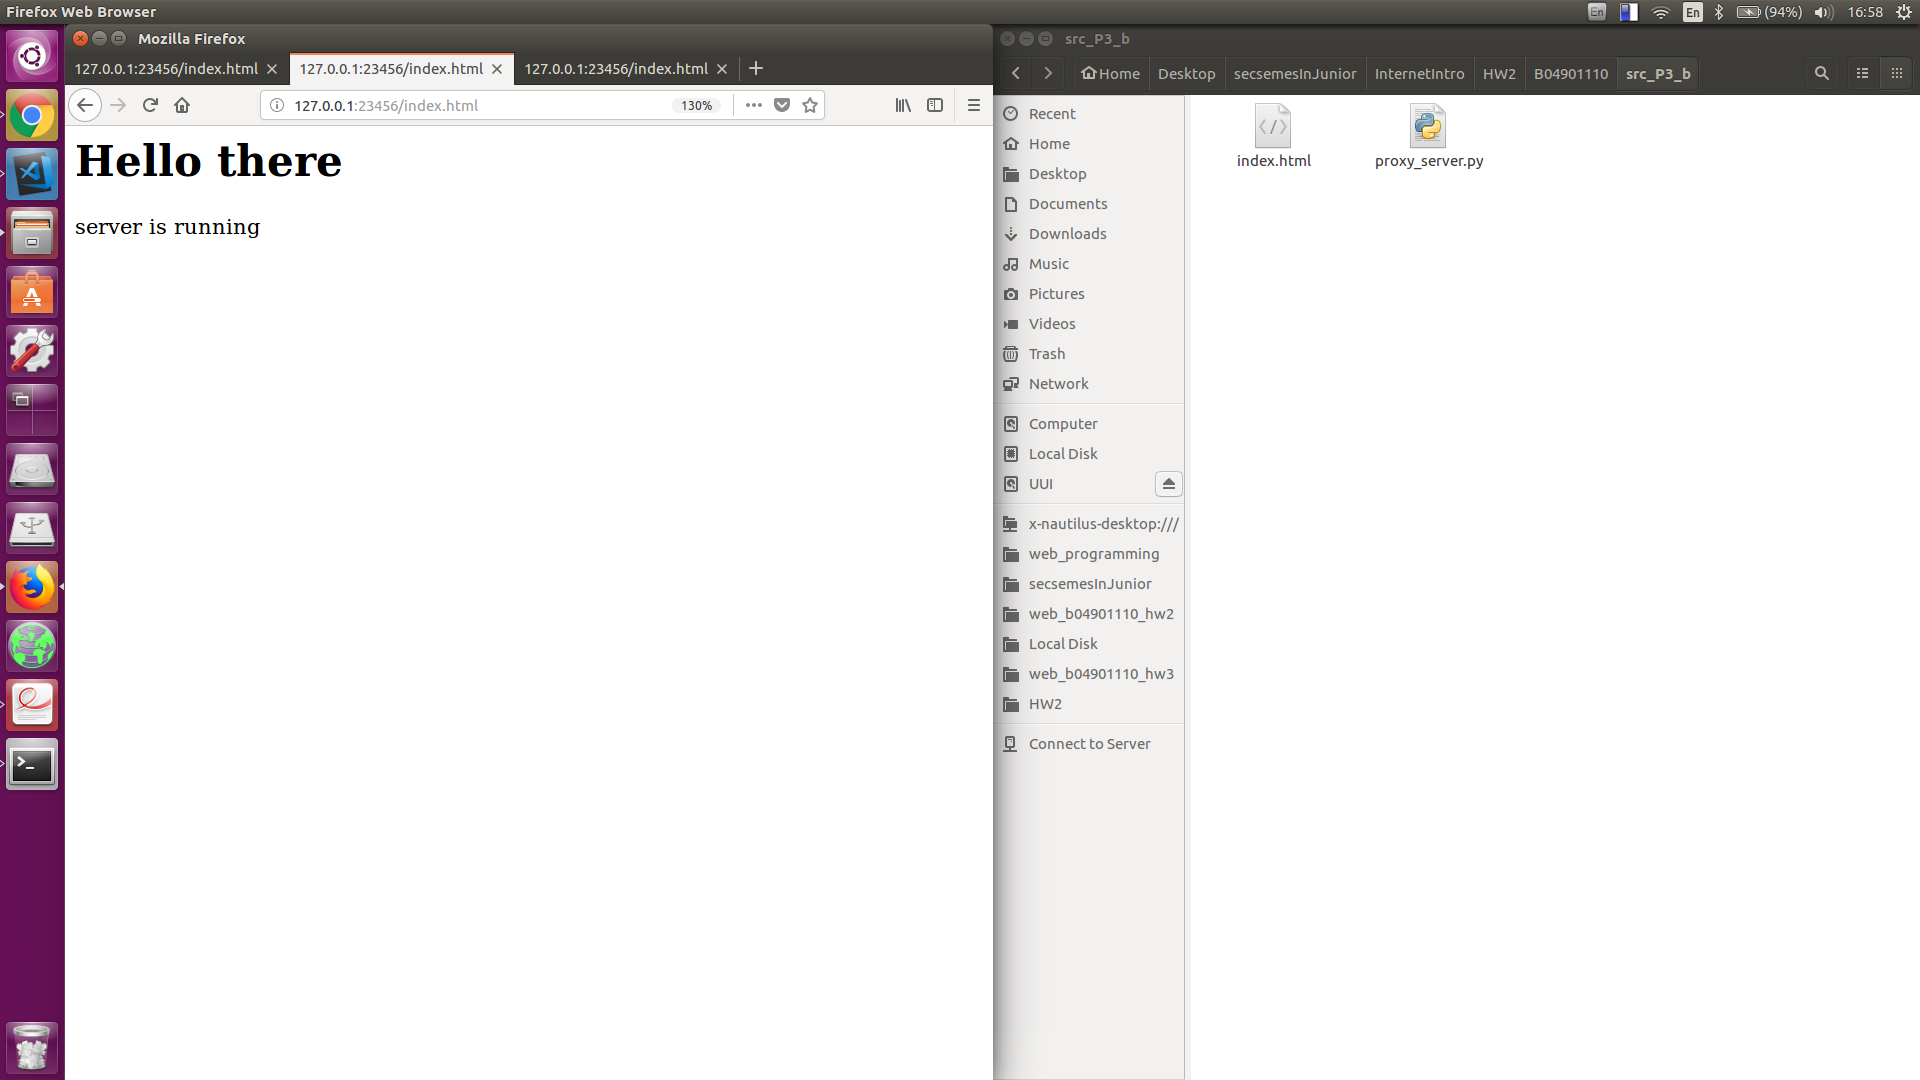 Firefox Web Browser
En
En
(94%)
16:58
Mozilla Firefox
127.0.0.1:23456/index.html
127.0.0.1:23456/index.html
127.0.0.1:23456/index.html
127.0.0.1:23456/index.html
130%
Hello there
server is running
src_P3_b
Home
Desktop
secsemesInJunior
InternetIntro
HW2
B04901110
src_P3_b
Recent
Home
Desktop
Documents
Downloads
Music
Pictures
Videos
Trash
Network
Computer
Local Disk
UUI
x-nautilus-desktop:///
web_programming
secsemesInJunior
web_b04901110_hw2
Local Disk
web_b04901110_hw3
HW2
Connect to Server
index.html
proxy_server.py